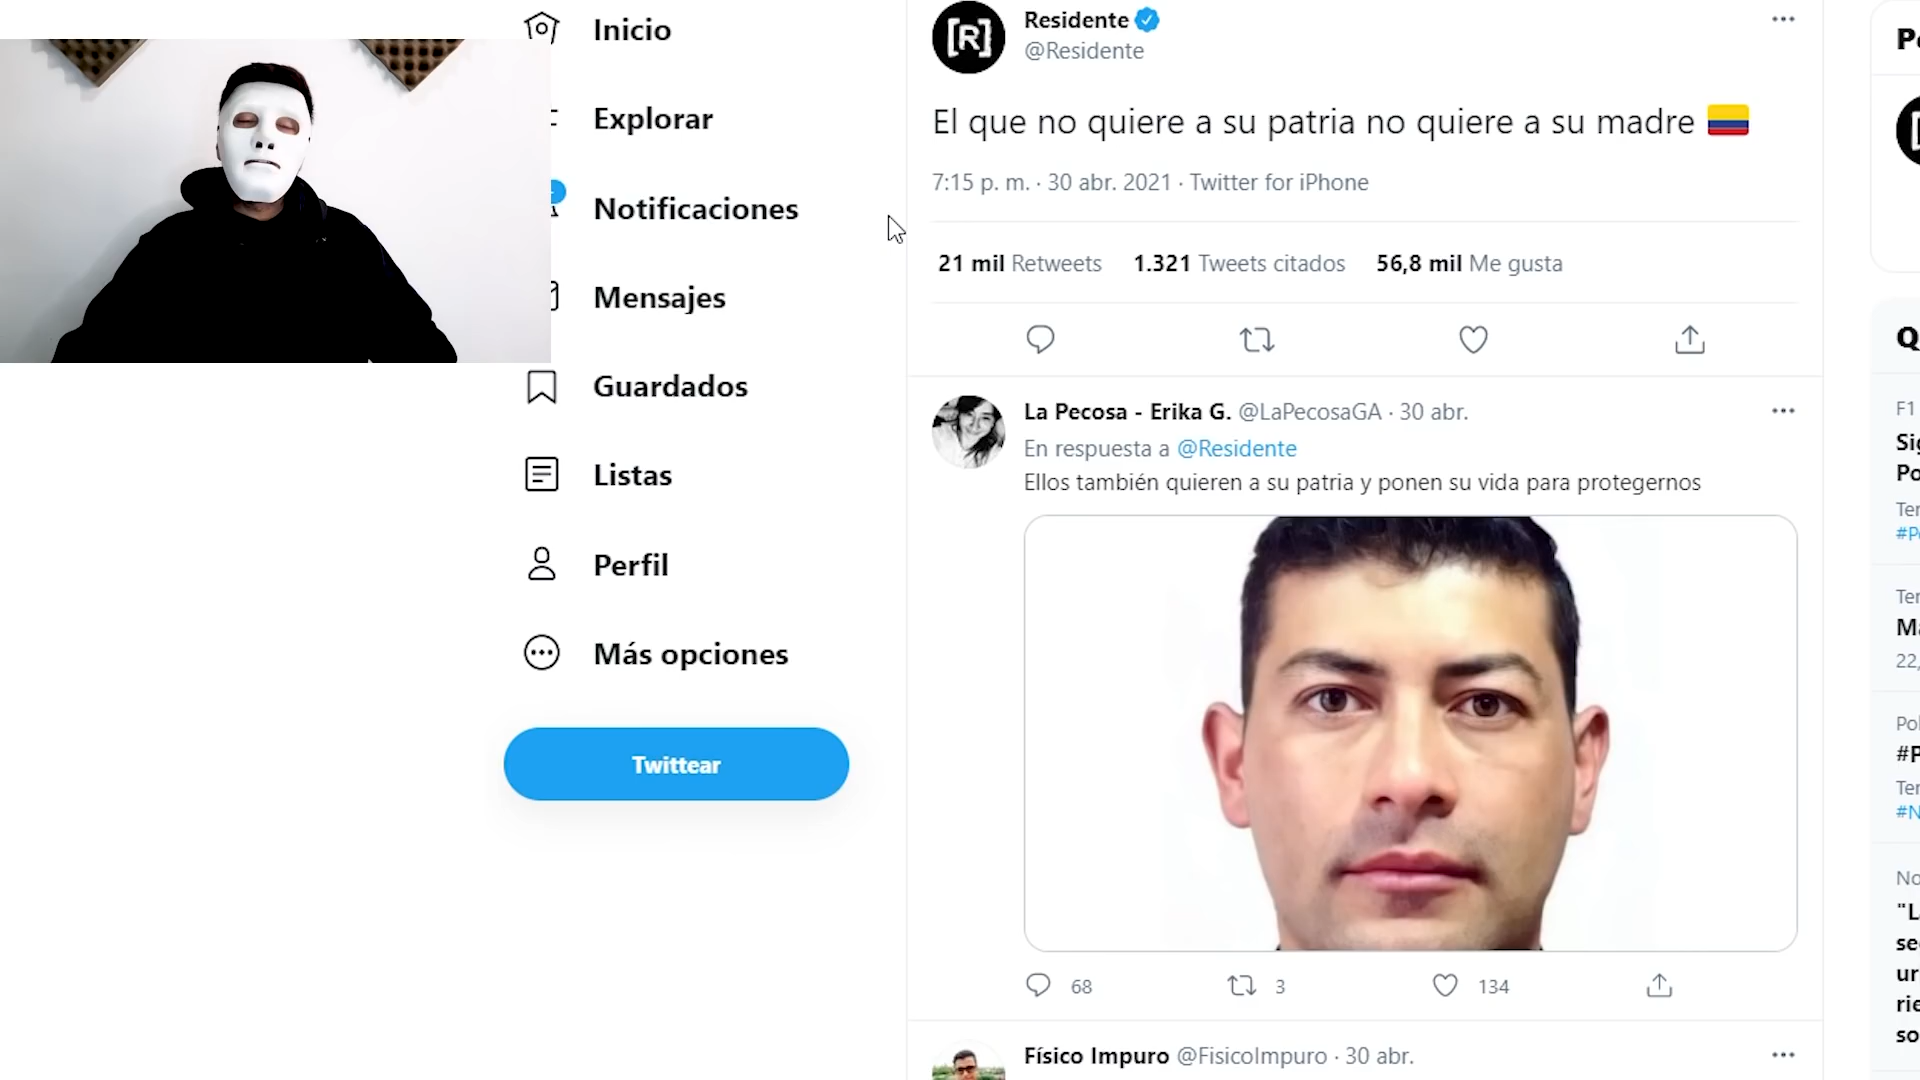 Inicio
Explorar
Notificaciones
Mensajes
Guardados
Listas
Perfil
Más opciones
Twittear
[R]
Residente
@Residente
El que no quiere a su patria no quiere a su madre
7:15 p. m. · 30 abr. 2021 · Twitter for iPhone
21 mil Retweets 1.321 Tweets citados 56,8 mil Me gusta
La Pecosa - Erika G. @LaPecosaGA · 30 abr.
En respuesta a @Residente
Ellos también quieren a su patria y ponen su vida para protegernos
68 3 134
Físico Impuro @FisicoImpuro · 30 abr.
F1
22,